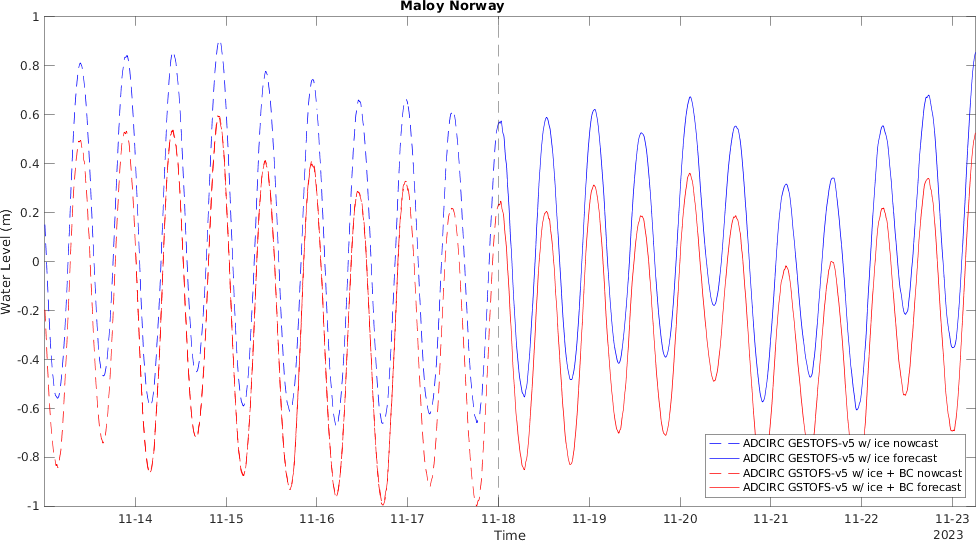 Maloy Norway
1
0.8
0.6
0.4
0.2
0
-0.2
-0.4
-0.6
-0.8
-1
Water Level (m)
ADCIRC GESTOFS-v5 w/ ice nowcast
ADCIRC GESTOFS-v5 w/ ice forecast
ADCIRC GSTOFS-v5 w/ ice + BC nowcast
ADCIRC GSTOFS-v5 w/ ice + BC forecast
11-14 11-15 11-16 11-17 11-18 11-19 11-20 11-21 11-22 11-23
Time 2023